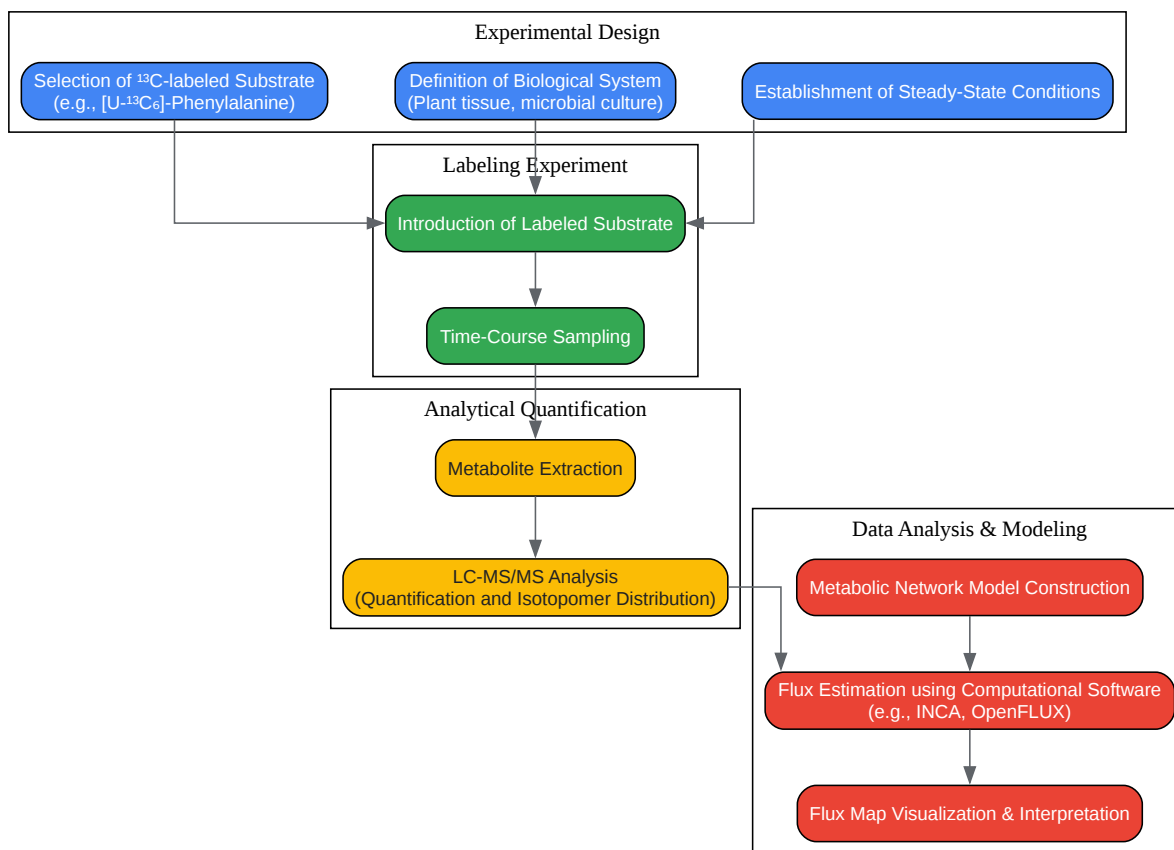 Experimental Design
Selection of ¹³C-labeled Substrate
(e.g., [U-¹³C₆]-Phenylalanine)
Definition of Biological System
(Plant tissue, microbial culture)
Establishment of Steady-State Conditions
Labeling Experiment
Introduction of Labeled Substrate
Time-Course Sampling
Analytical Quantification
Metabolite Extraction
LC-MS/MS Analysis
(Quantification and Isotopomer Distribution)
Data Analysis & Modeling
Metabolic Network Model Construction
Flux Estimation using Computational Software
(e.g., INCA, OpenFLUX)
Flux Map Visualization & Interpretation